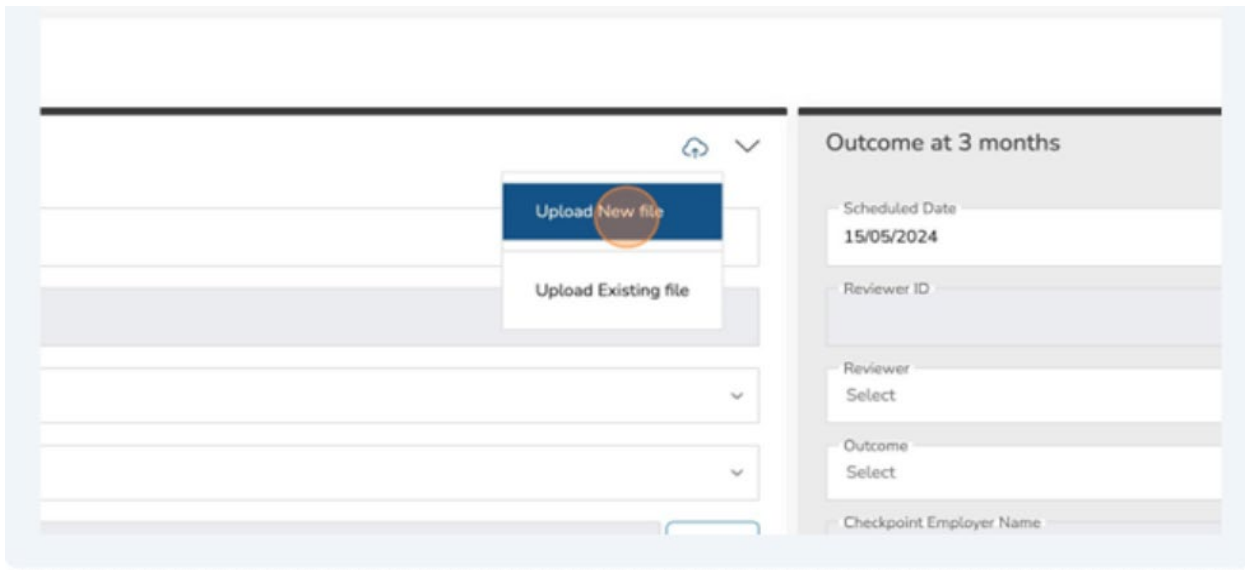 Upload New file
Upload Existing file
Outcome at 3 months
Scheduled Date
15/05/2024
Reviewer ID
Reviewer
Select
Outcome
Select
Checkpoint Employer Name